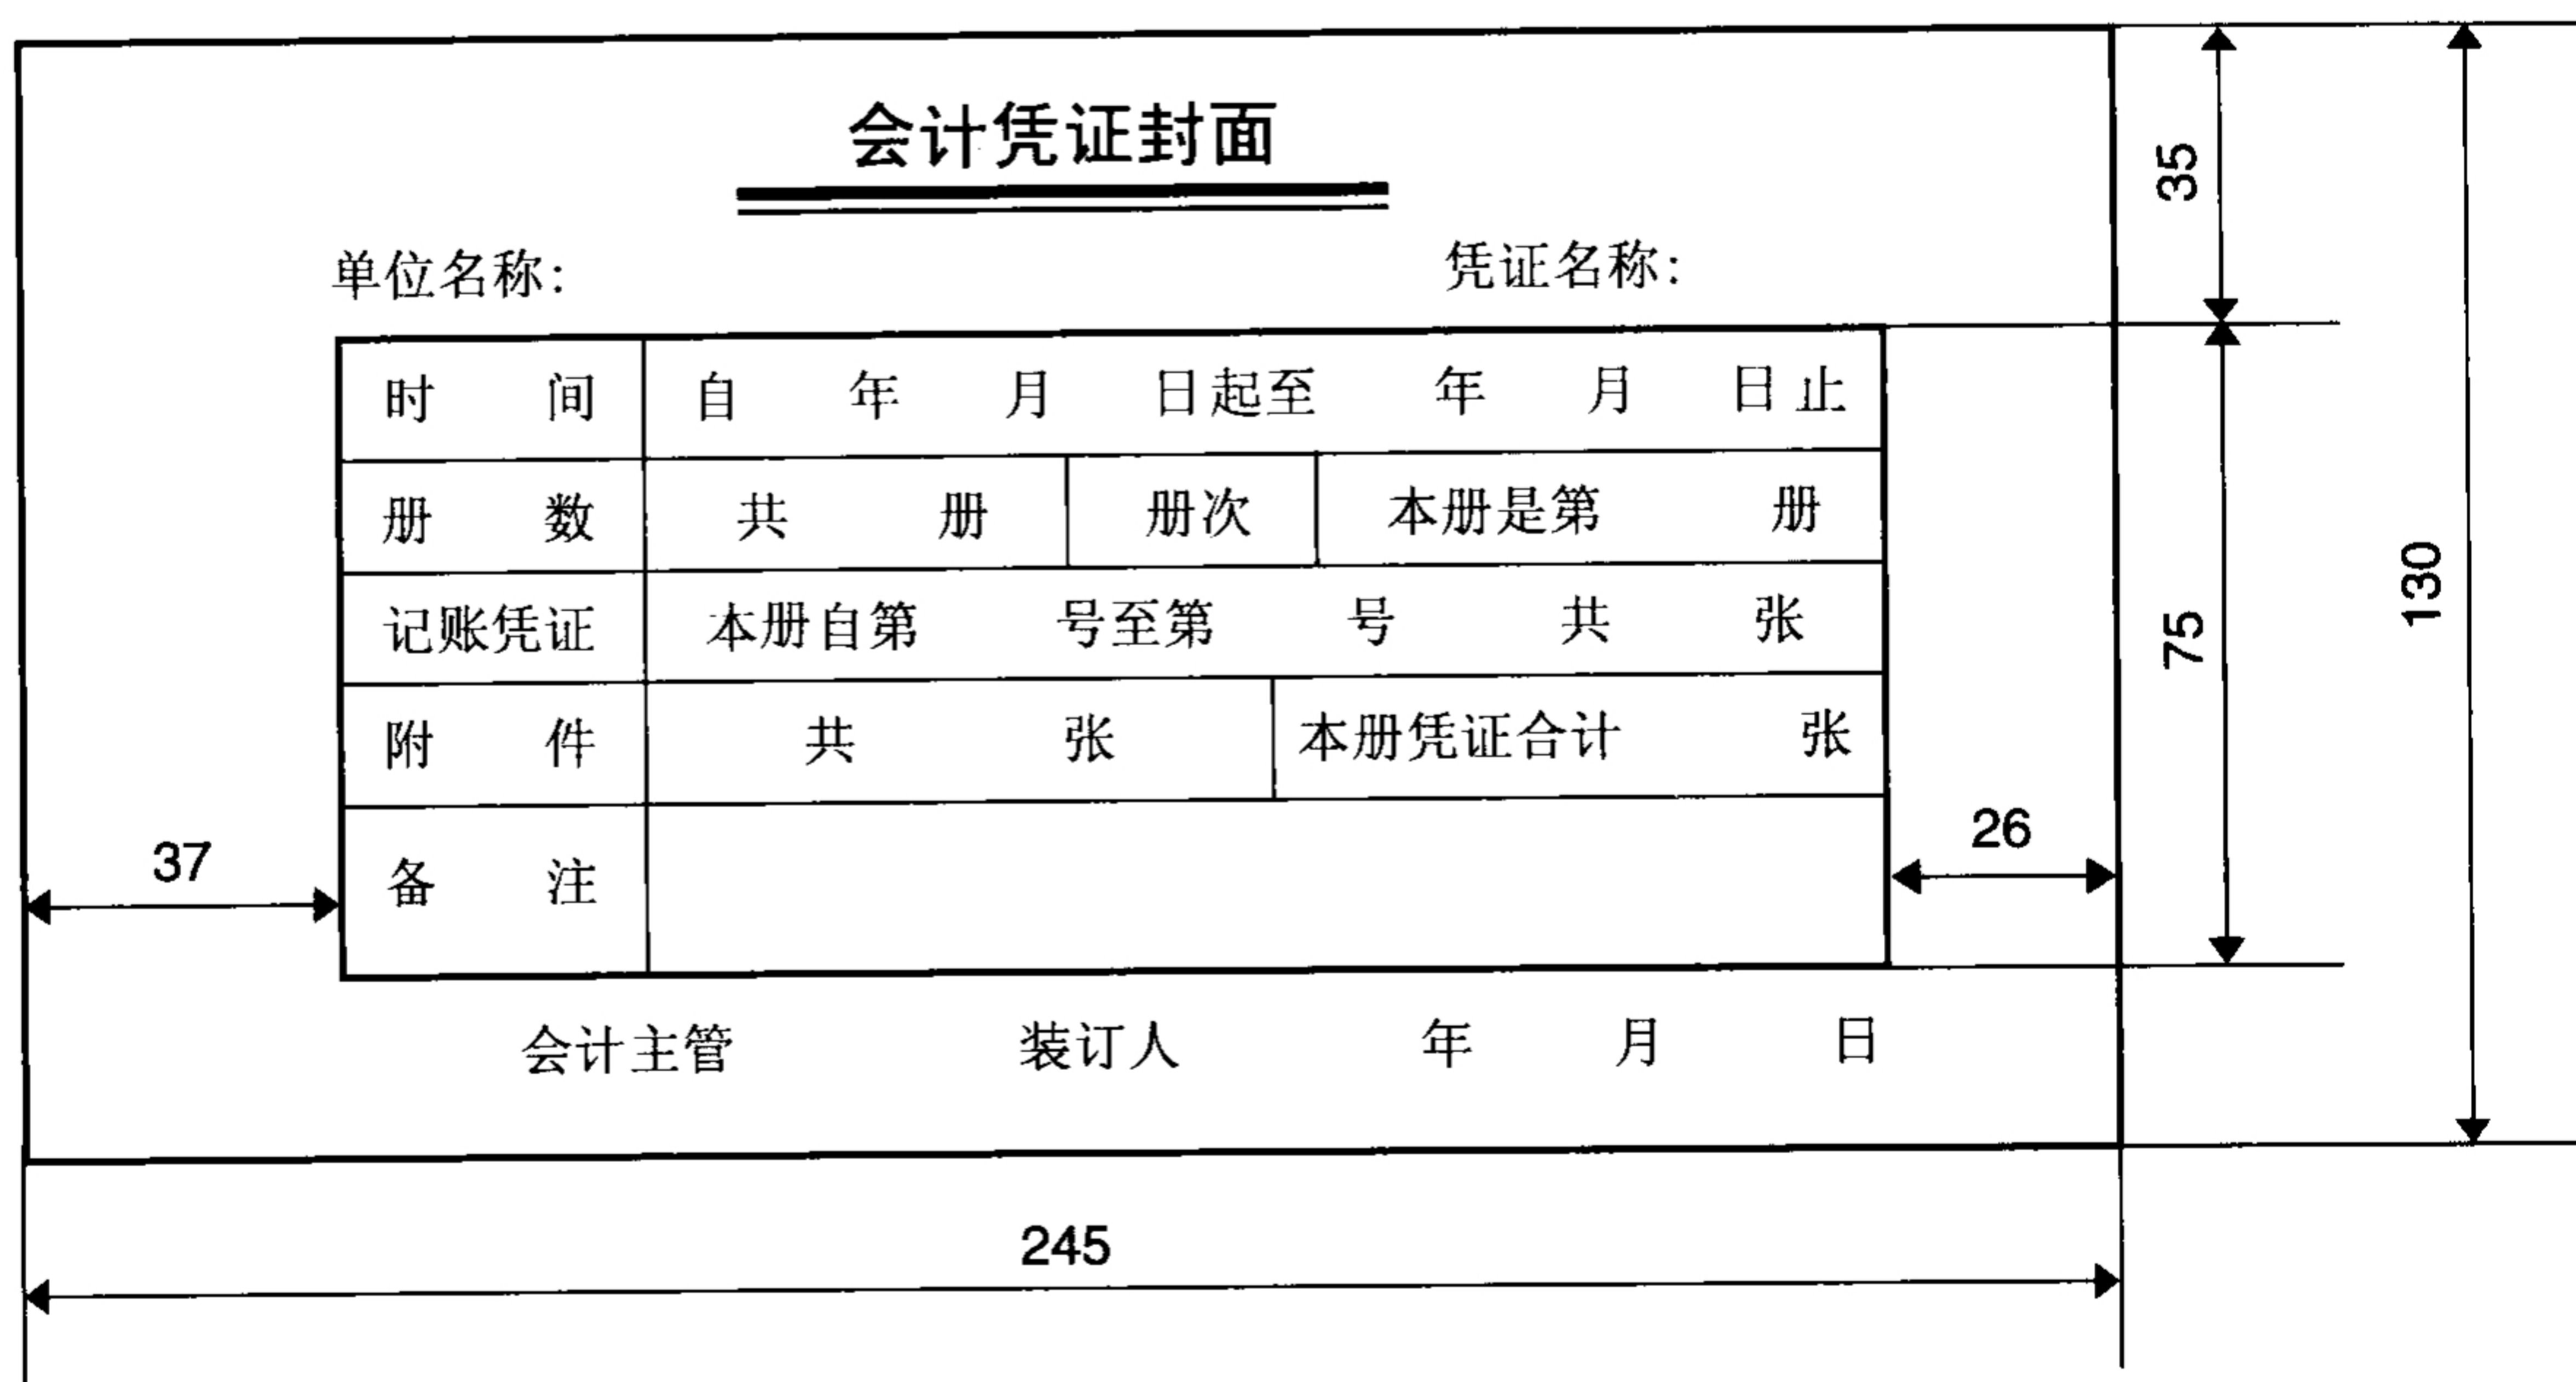 会计凭证封面
单位名称： 凭证名称：
时 间 自 年 月 日起至 年 月 日止
册 数 共 册 册次 本册是第 册
记账凭证 本册自第 号至第 号 共 张
附 件 共 张 本册凭证合计 张
备 注
会计主管 装订人 年 月 日
35
75
130
37
26
245